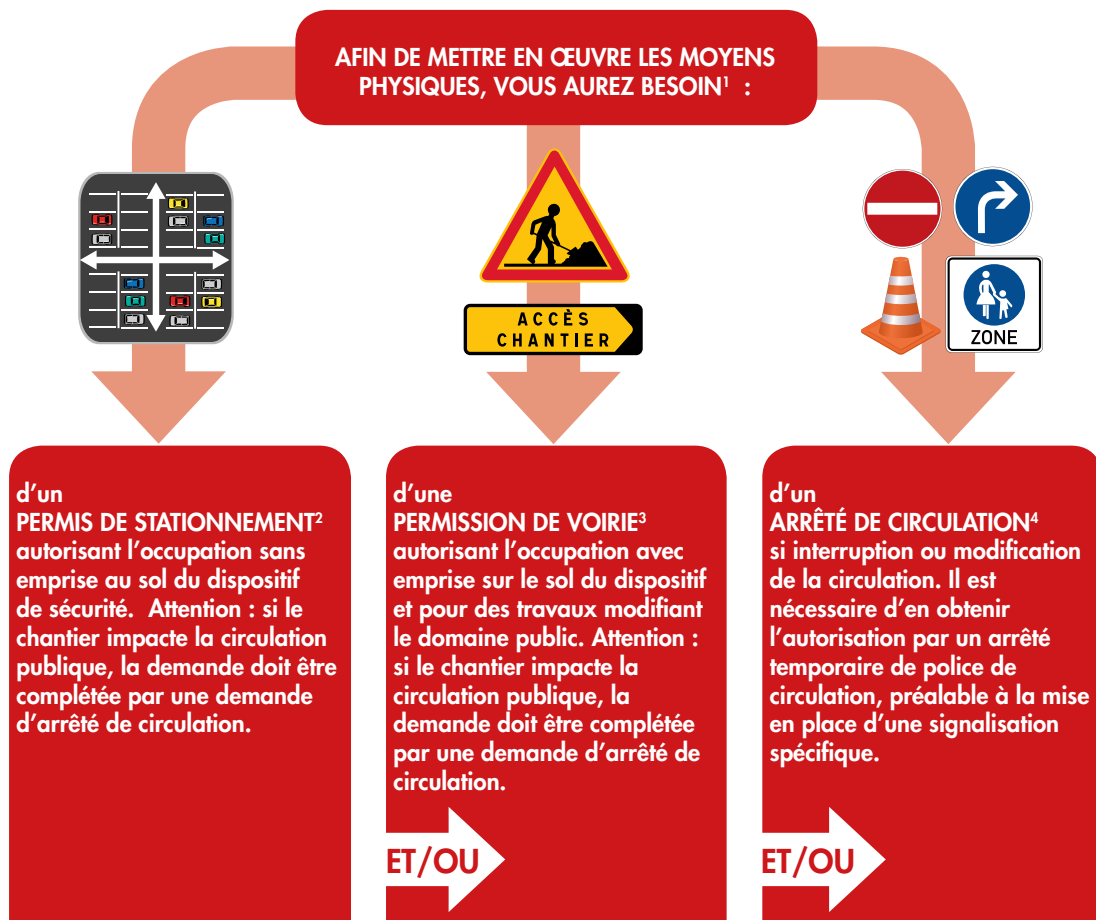 AFIN DE METTRE EN ŒUVRE LES MOYENS
PHYSIQUES, VOUS AUREZ BESOIN¹ :
ACCÈS
CHANTIER
ZONE
d’un
PERMIS DE STATIONNEMENT²
autorisant l’occupation sans
emprise au sol du dispositif
de sécurité. Attention : si le
chantier impacte la circulation
publique, la demande doit être
complétée par une demande
d’arrêté de circulation.
d’une
PERMISSION DE VOIRIE³
autorisant l’occupation avec
emprise sur le sol du dispositif
et pour des travaux modifiant
le domaine public. Attention :
si le chantier impacte la
circulation publique, la
demande doit être complétée
par une demande d’arrêté de
circulation.
ET/OU
d’un
ARRÊTÉ DE CIRCULATION⁴
si interruption ou modification
de la circulation. Il est
nécessaire d’en obtenir
l’autorisation par un arrêté
temporaire de police de
circulation, préalable à la mise
en place d’une signalisation
spécifique.
ET/OU